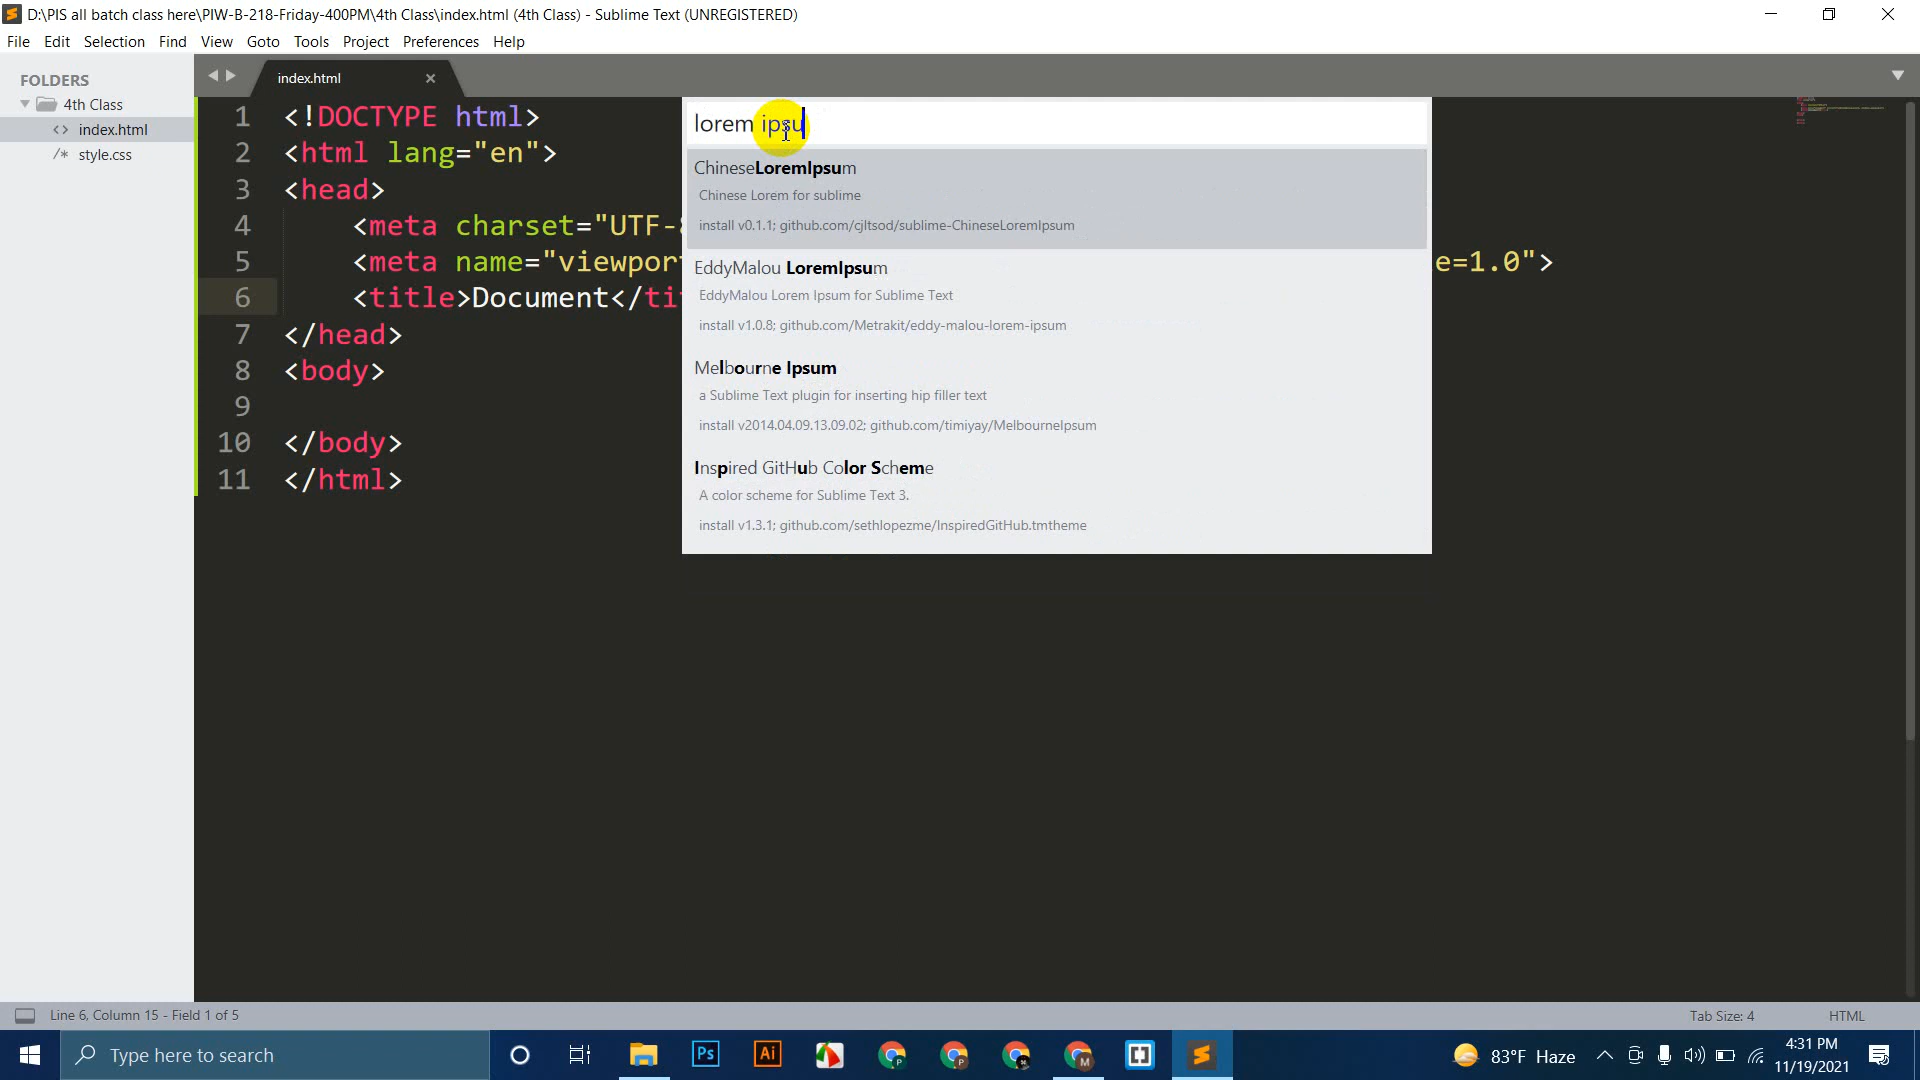 D:\PIS all batch class here\PIW-B-218-Friday-400PM\4th Class\index.html (4th Class) - Sublime Text (UNREGISTERED)
File Edit Selection Find View Goto Tools Project Preferences Help
FOLDERS
4th Class
<> index.html
/* style.css
index.html ×
1 <!DOCTYPE html>
2 <html lang="en">
3 <head>
4 <meta charset="UTF-8
5 <meta name="viewport e=1.0">
6 <title>Document</ti
7 </head>
8 <body>
9
10 </body>
11 </html>
lorem ipsu
ChineseLoremIpsum
Chinese Lorem for sublime
install v0.1.1; github.com/cjltsod/sublime-ChineseLoremIpsum
EddyMalou LoremIpsum
EddyMalou Lorem Ipsum for Sublime Text
install v1.0.8; github.com/Metrakit/eddy-malou-lorem-ipsum
Melbourne Ipsum
a Sublime Text plugin for inserting hip filler text
install v2014.04.09.13.09.02; github.com/timiyay/MelbourneIpsum
Inspired GitHub Color Scheme
A color scheme for Sublime Text 3.
install v1.3.1; github.com/sethlopezme/InspiredGitHub.tmtheme
Line 6, Column 15 - Field 1 of 5
Tab Size: 4 HTML
Type here to search
Ps
Ai
83°F Haze
4:31 PM
11/19/2021